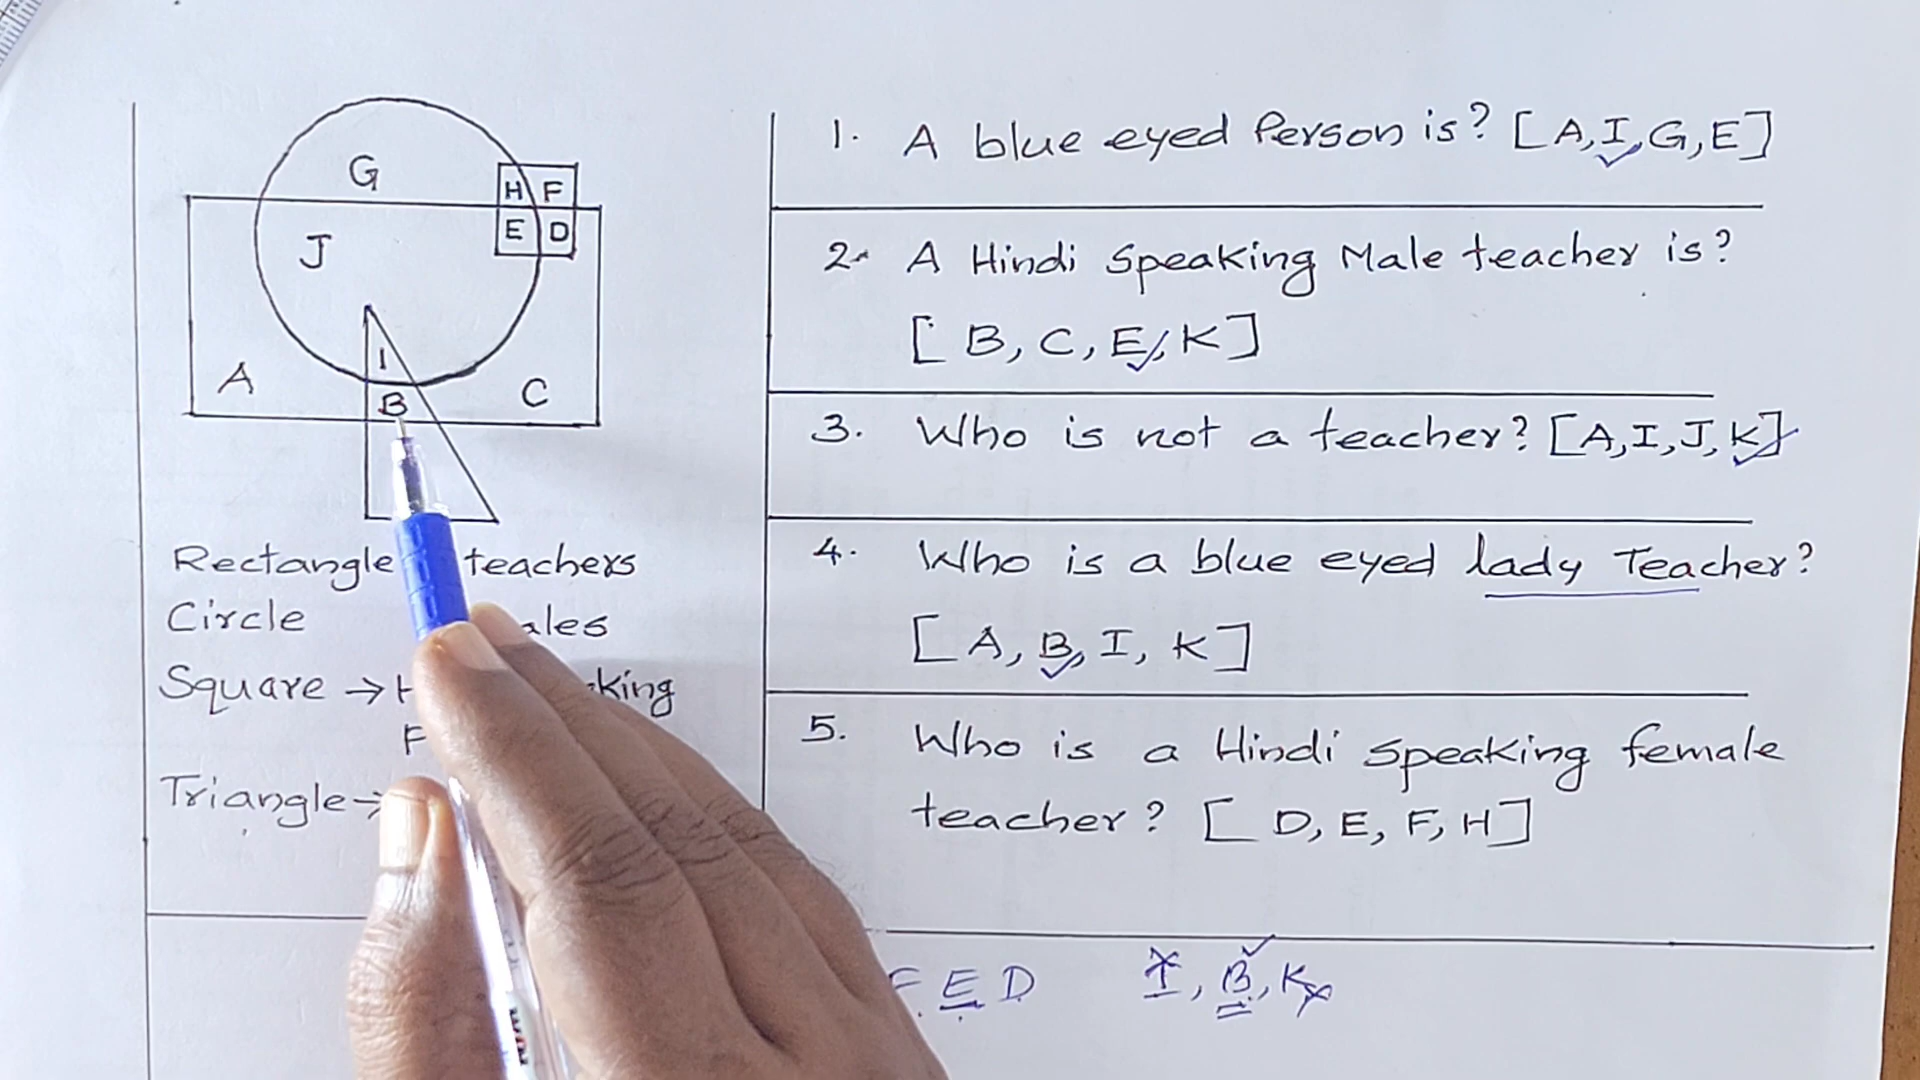 G
H F
E D
J
I
A
B
C
Rectangle teachers
Circle ales
Square → H king
Triangle →
1. A blue eyed Person is? [A, I, G, E]
2. A Hindi Speaking Male teacher is?
[B, C, E, K]
3. Who is not a teacher? [A, I, J, K]
4. Who is a blue eyed lady Teacher?
[A, B, I, K]
5. Who is a Hindi Speaking female
teacher? [D, E, F, H]
E D I, B, K